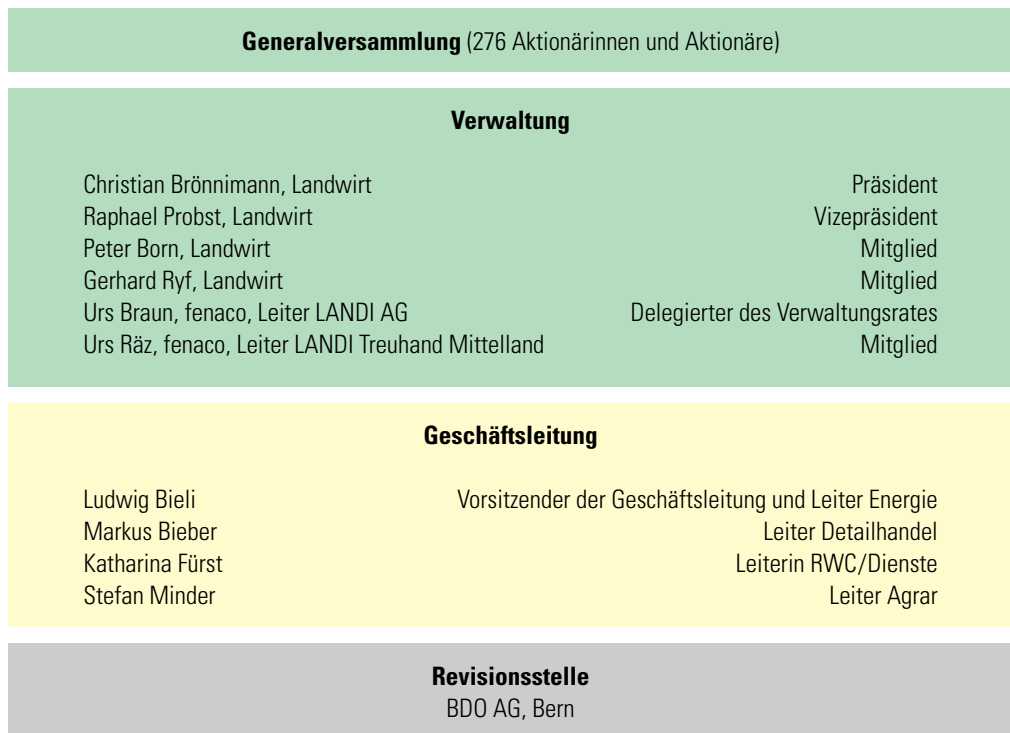 Generalversammlung (276 Aktionärinnen und Aktionäre)
Verwaltung
Christian Brönnimann, Landwirt Präsident
Raphael Probst, Landwirt Vizepräsident
Peter Born, Landwirt Mitglied
Gerhard Ryf, Landwirt Mitglied
Urs Braun, fenaco, Leiter LANDI AG Delegierter des Verwaltungsrates
Urs Räz, fenaco, Leiter LANDI Treuhand Mittelland Mitglied
Geschäftsleitung
Ludwig Bieli Vorsitzender der Geschäftsleitung und Leiter Energie
Markus Bieber Leiter Detailhandel
Katharina Fürst Leiterin RWC/Dienste
Stefan Minder Leiter Agrar
Revisionsstelle
BDO AG, Bern